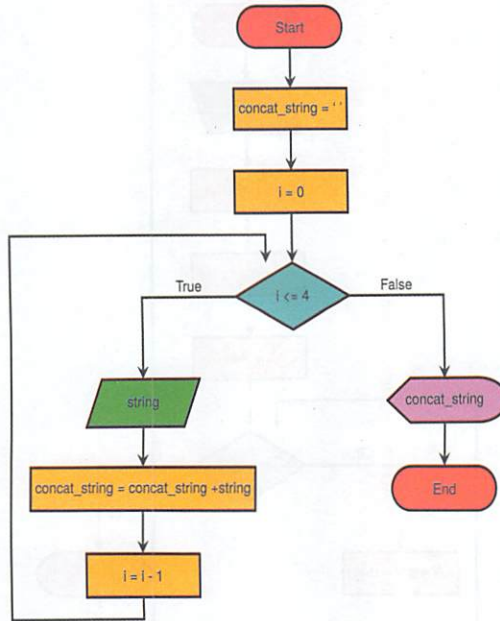 Start
concat_string = ‘ ’
i = 0
i <= 4
True
False
string
concat_string
concat_string = concat_string +string
End
i = i - 1